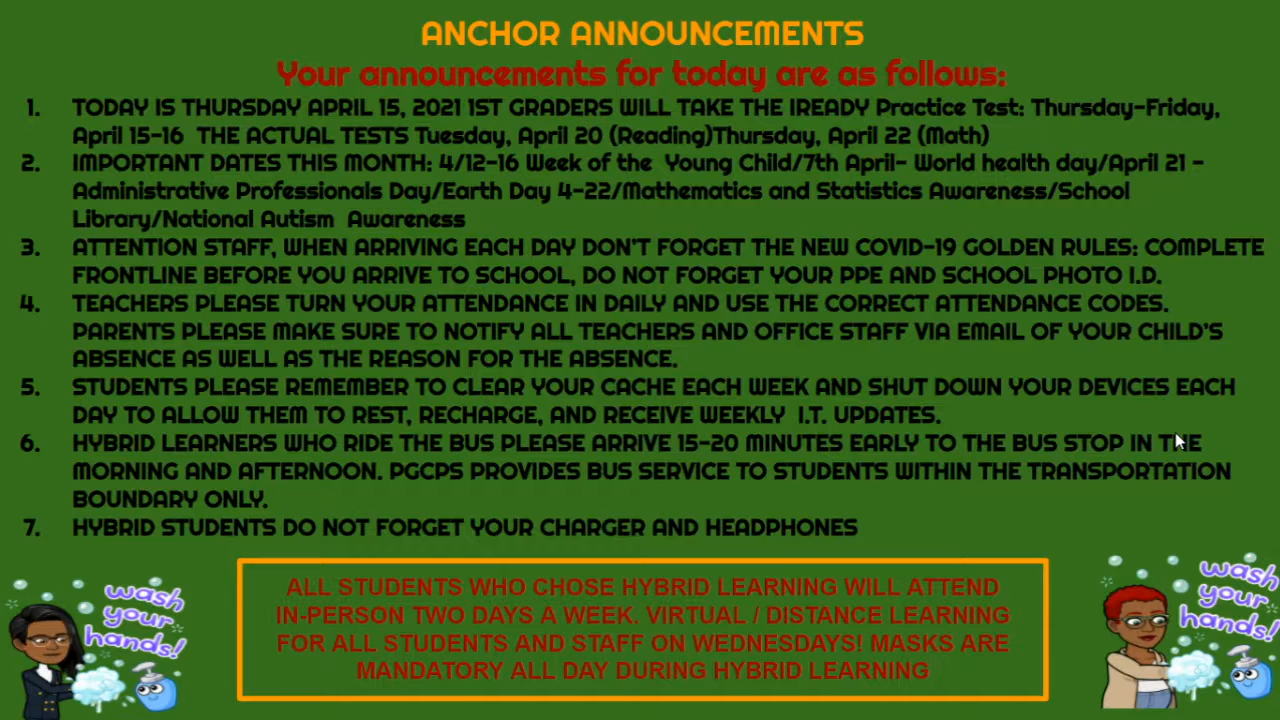 ANCHOR ANNOUNCEMENTS
Your announcements for today are as follows:
1. TODAY IS THURSDAY APRIL 15, 2021 1ST GRADERS WILL TAKE THE IREADY Practice Test: Thursday-Friday,
April 15-16 THE ACTUAL TESTS Tuesday, April 20 (Reading)Thursday, April 22 (Math)
2. IMPORTANT DATES THIS MONTH: 4/12-16 Week of the Young Child/7th April- World health day/April 21 -
Administrative Professionals Day/Earth Day 4-22/Mathematics and Statistics Awareness/School
Library/National Autism Awareness
3. ATTENTION STAFF, WHEN ARRIVING EACH DAY DON'T FORGET THE NEW COVID-19 GOLDEN RULES: COMPLETE
FRONTLINE BEFORE YOU ARRIVE TO SCHOOL, DO NOT FORGET YOUR PPE AND SCHOOL PHOTO I.D.
4. TEACHERS PLEASE TURN YOUR ATTENDANCE IN DAILY AND USE THE CORRECT ATTENDANCE CODES.
PARENTS PLEASE MAKE SURE TO NOTIFY ALL TEACHERS AND OFFICE STAFF VIA EMAIL OF YOUR CHILD'S
ABSENCE AS WELL AS THE REASON FOR THE ABSENCE.
5. STUDENTS PLEASE REMEMBER TO CLEAR YOUR CACHE EACH WEEK AND SHUT DOWN YOUR DEVICES EACH
DAY TO ALLOW THEM TO REST, RECHARGE, AND RECEIVE WEEKLY I.T. UPDATES.
6. HYBRID LEARNERS WHO RIDE THE BUS PLEASE ARRIVE 15-20 MINUTES EARLY TO THE BUS STOP IN THE
MORNING AND AFTERNOON. PGCPS PROVIDES BUS SERVICE TO STUDENTS WITHIN THE TRANSPORTATION
BOUNDARY ONLY.
7. HYBRID STUDENTS DO NOT FORGET YOUR CHARGER AND HEADPHONES
ALL STUDENTS WHO CHOSE HYBRID LEARNING WILL ATTEND
IN-PERSON TWO DAYS A WEEK. VIRTUAL / DISTANCE LEARNING
FOR ALL STUDENTS AND STAFF ON WEDNESDAYS! MASKS ARE
MANDATORY ALL DAY DURING HYBRID LEARNING
wash
your
hands!
wash
your
hands!